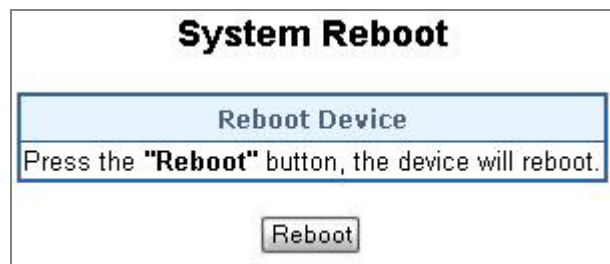 System Reboot
Reboot Device
Press the "Reboot" button, the device will reboot.
Reboot